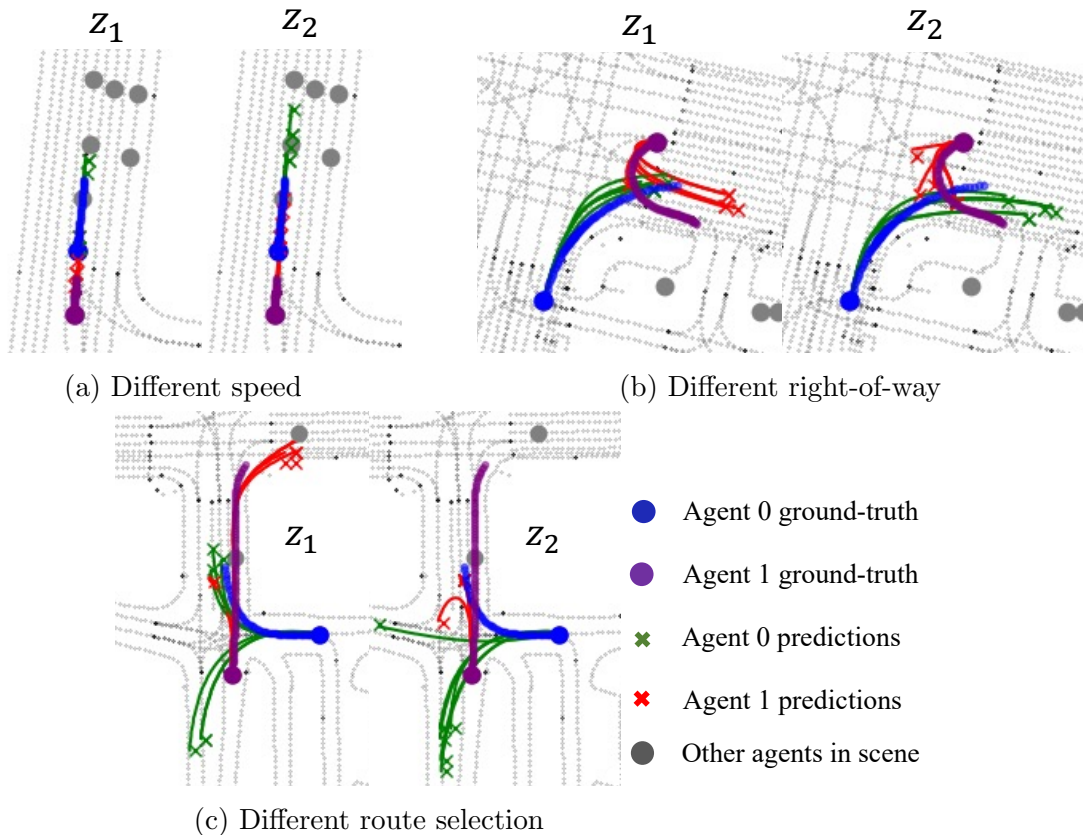 z₁ z₂ z₁ z₂
(a) Different speed
(b) Different right-of-way
z₁ z₂
Agent 0 ground-truth
Agent 1 ground-truth
Agent 0 predictions
Agent 1 predictions
Other agents in scene
(c) Different route selection